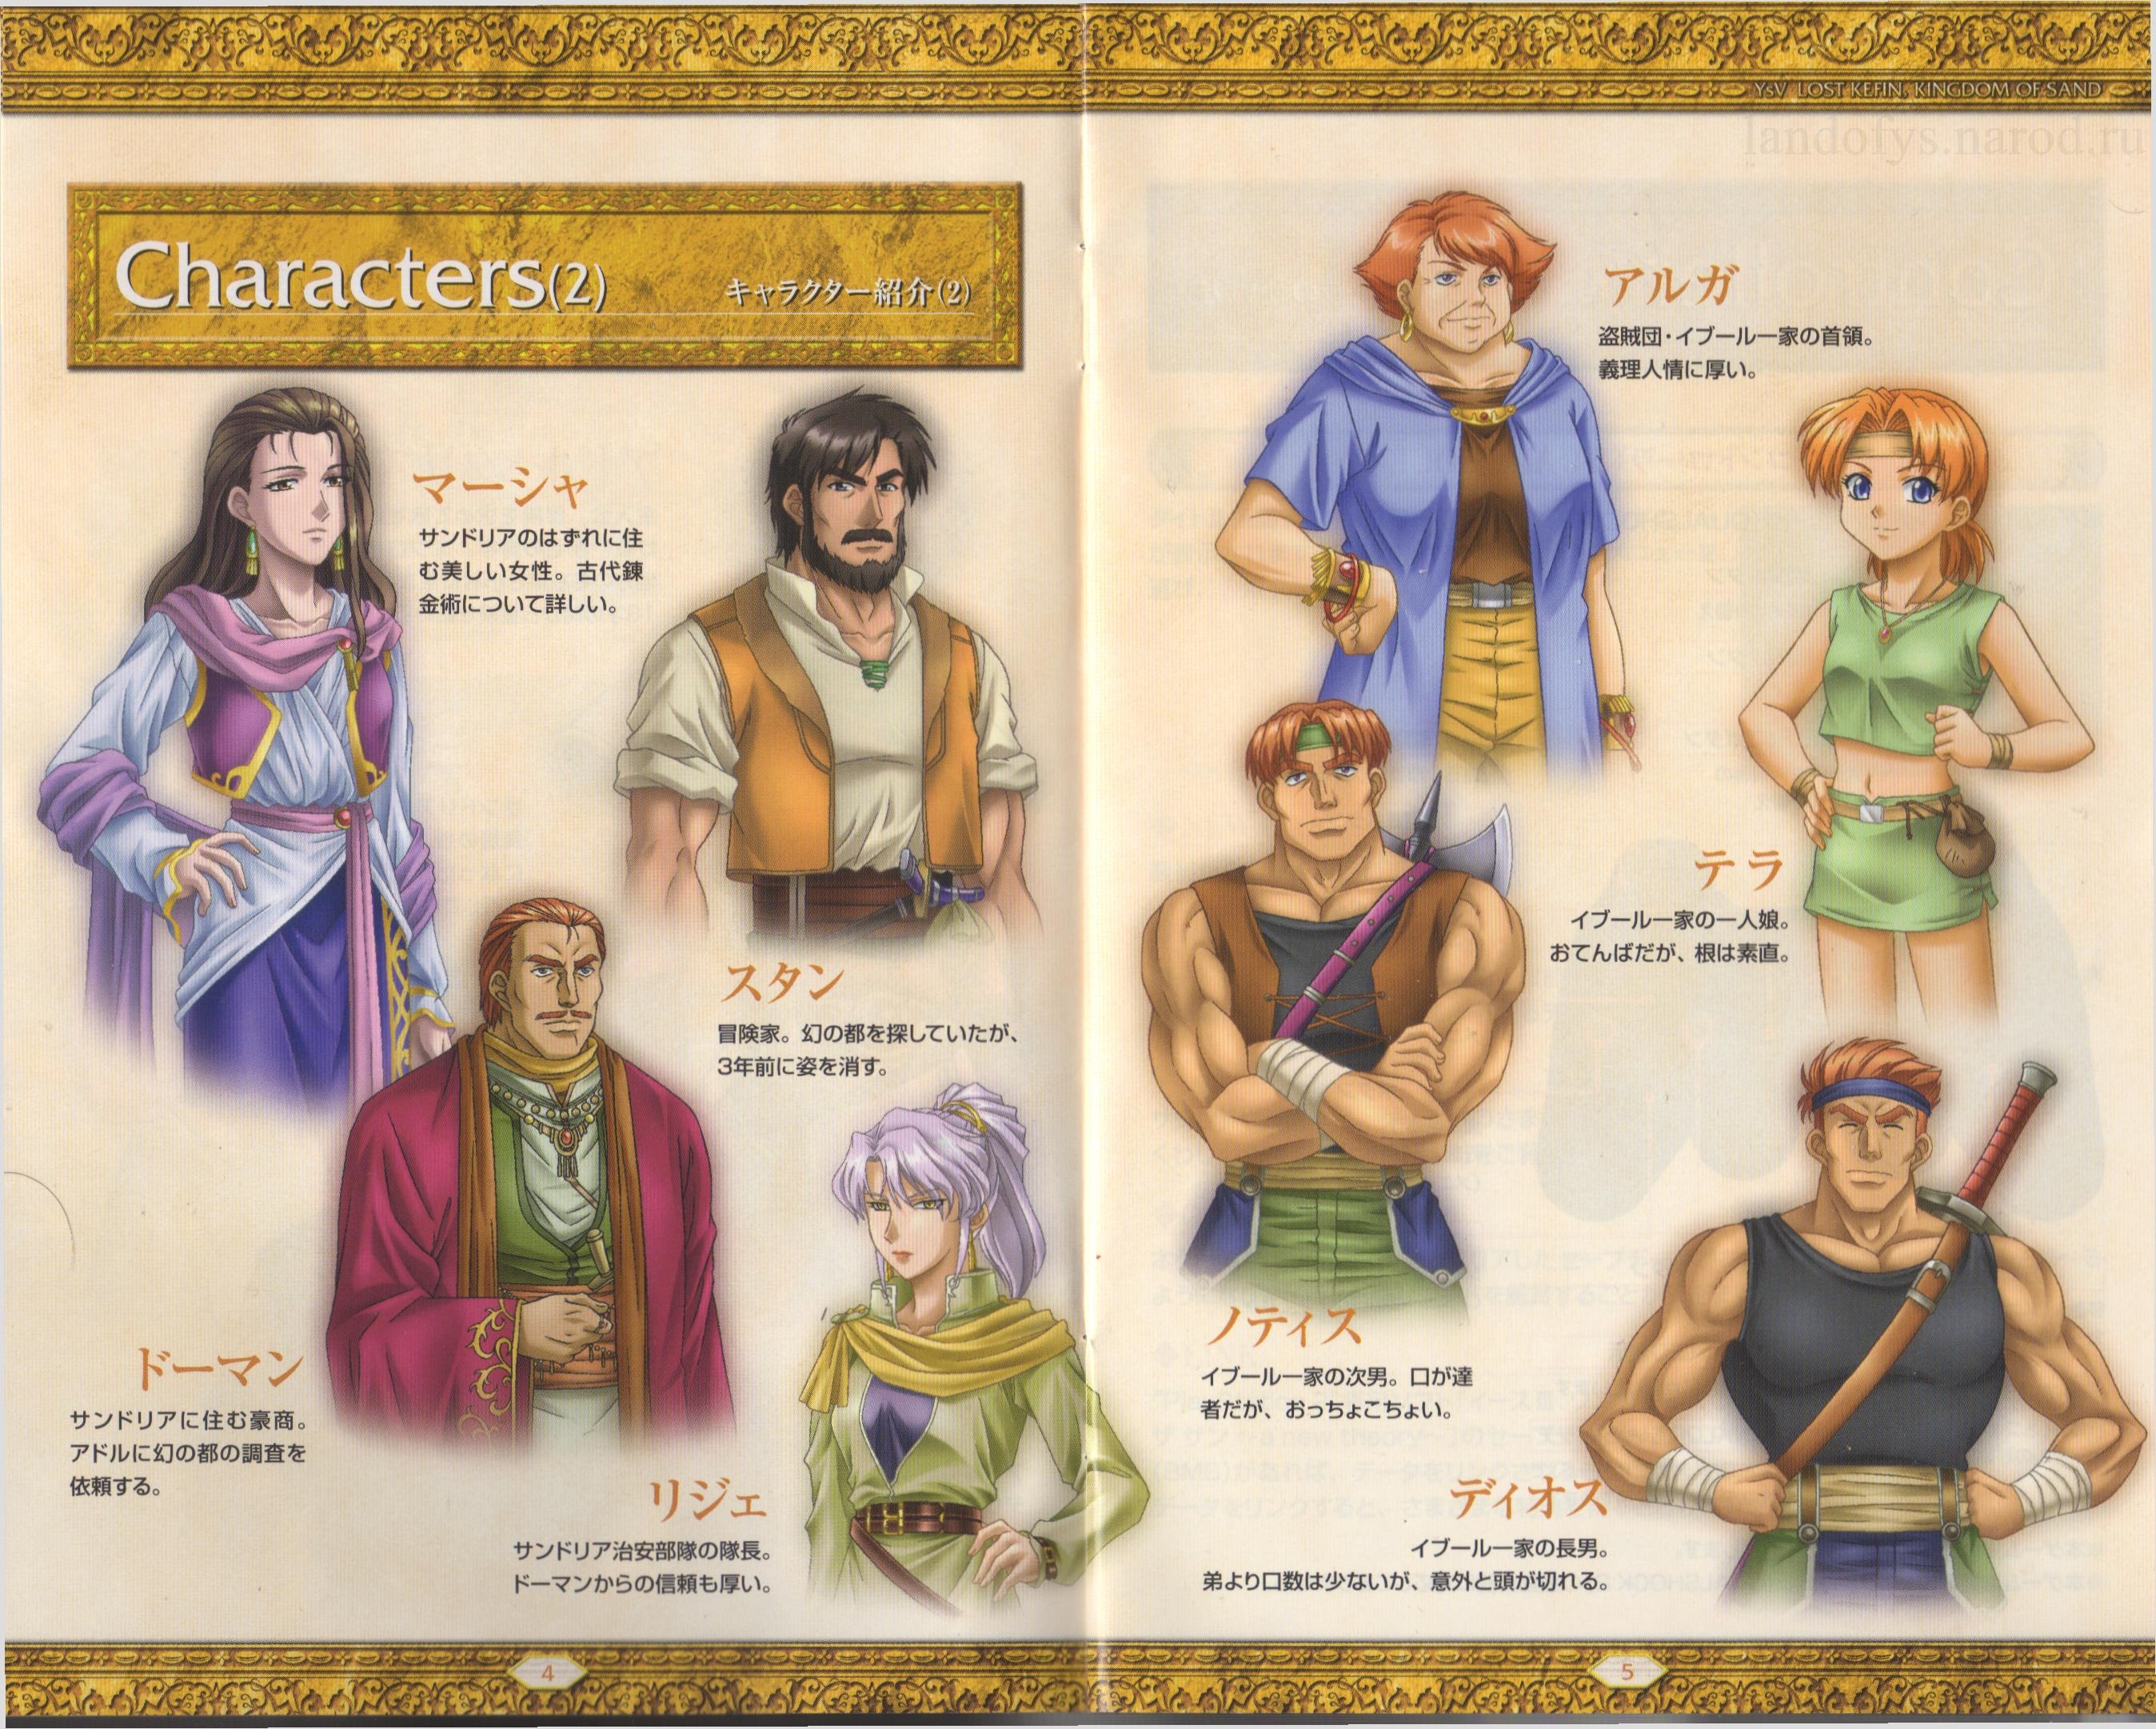 YsV LOST KEFIN, KINGDOM OF SAND
landofys.narod.ru
Characters(2)
キャラクター紹介(2)
マーシャ
サンドリアのはずれに住
む美しい女性。古代錬
金術について詳しい。
スタン
冒険家。幻の都を探していたが、
3年前に姿を消す。
ドーマン
サンドリアに住む豪商。
アドルに幻の都の調査を
依頼する。
リジェ
サンドリア治安部隊の隊長。
ドーマンからの信頼も厚い。
4
アルガ
盗賊団・イブール一家の首領。
義理人情に厚い。
テラ
イブール一家の一人娘。
おてんばだが、根は素直。
ノティス
イブール一家の次男。口が達
者だが、おっちょこちょい。
ディオス
イブール一家の長男。
弟より口数は少ないが、意外と頭が切れる。
5